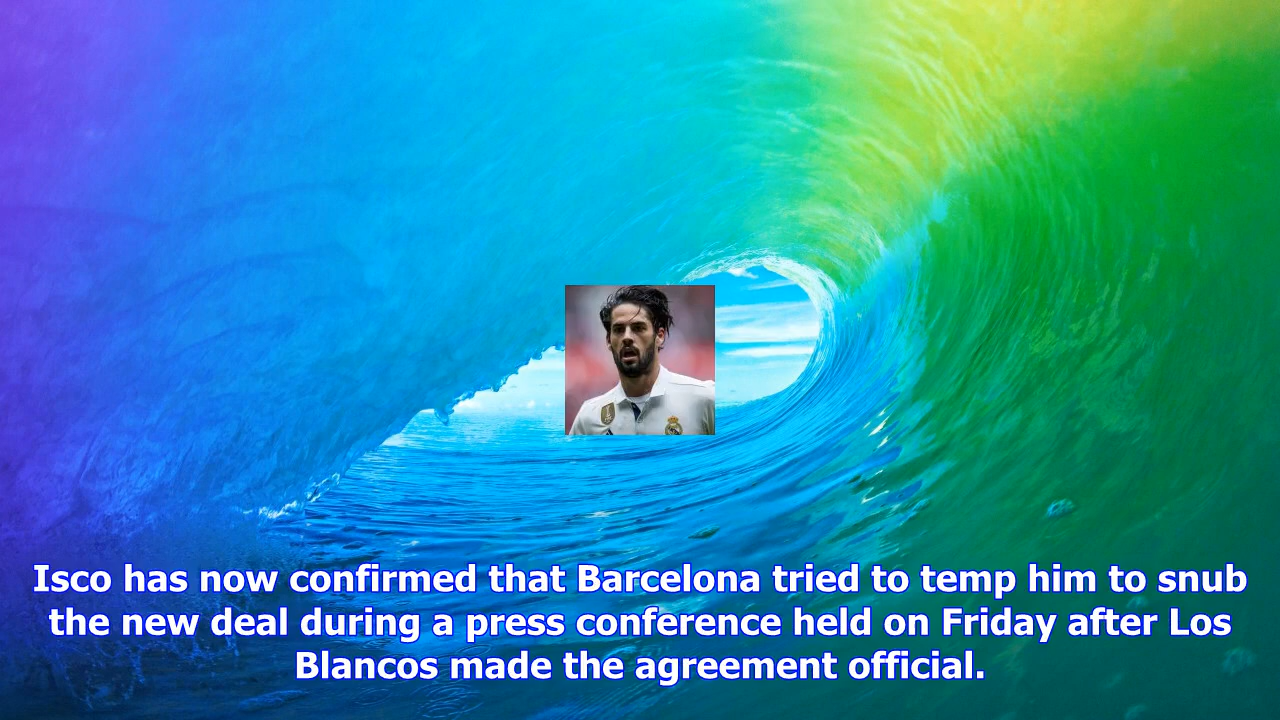 Isco has now confirmed that Barcelona tried to temp him to snub
the new deal during a press conference held on Friday after Los
Blancos made the agreement official.